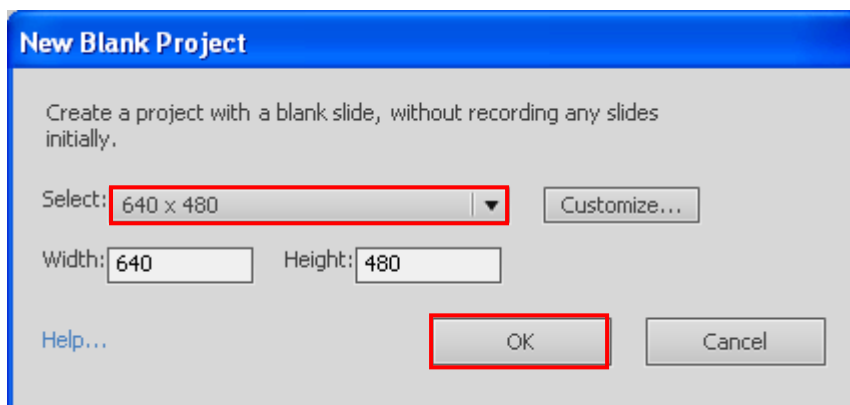 New Blank Project
Create a project with a blank slide, without recording any slides
initially.
Select: 640 x 480 Customize...
Width: 640 Height: 480
Help... OK Cancel